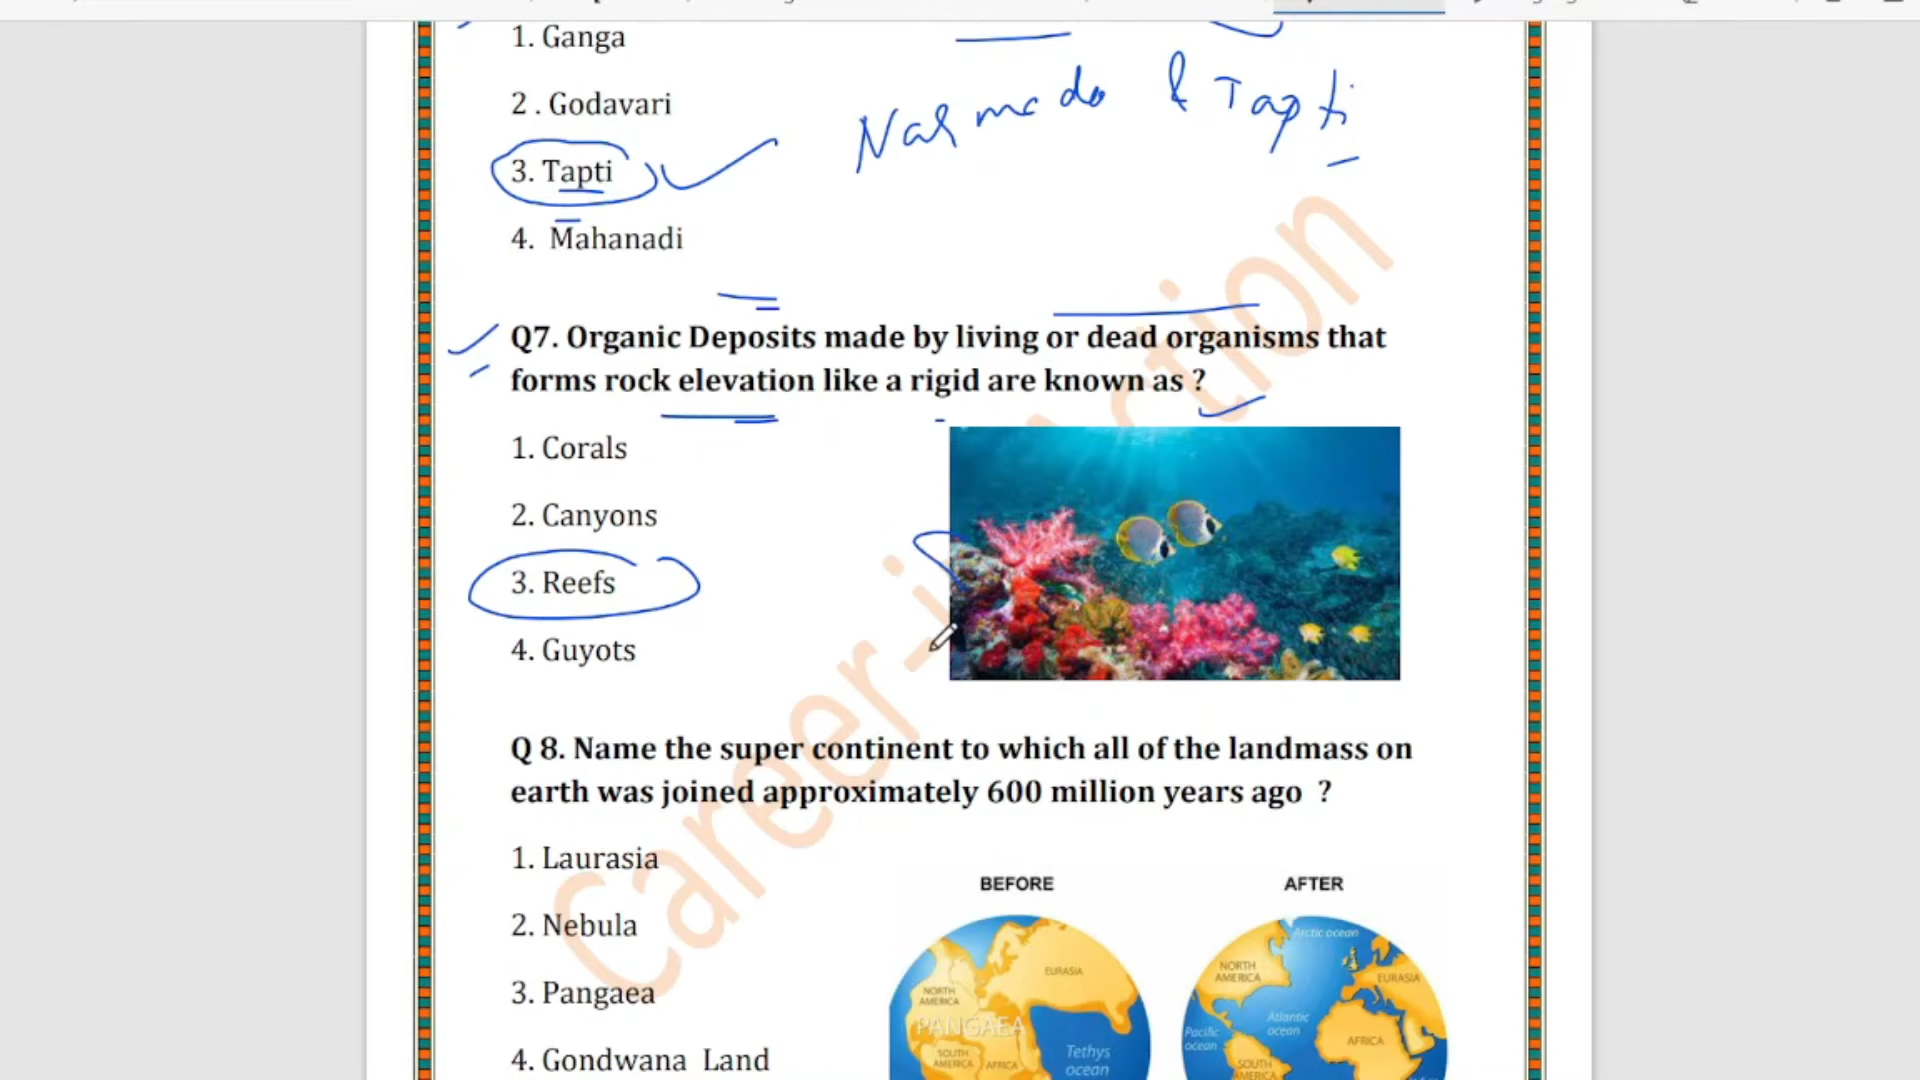 1. Ganga
2 . Godavari
3. Tapti
4. Mahanadi
Narmada & Tapti
Q7. Organic Deposits made by living or dead organisms that
forms rock elevation like a rigid are known as ?
1. Corals
2. Canyons
3. Reefs
4. Guyots
Q 8. Name the super continent to which all of the landmass on
earth was joined approximately 600 million years ago ?
1. Laurasia
2. Nebula
3. Pangaea
4. Gondwana Land
BEFORE
EURASIA
NORTH
AMERICA
PANGAEA
SOUTH
AMERICA
AFRICA
Tethys
ocean
AFTER
Arctic ocean
NORTH
AMERICA
EURASIA
Atlantic
ocean
Pacific
ocean
AFRICA
SOUTH
AMERICA